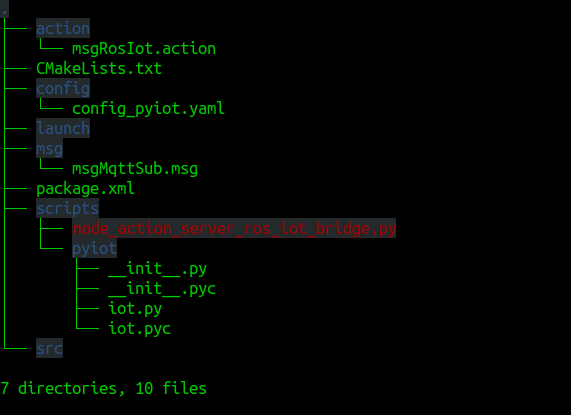 .
├── action
│   └── msgRosIot.action
├── CMakeLists.txt
├── config
│   └── config_pyiot.yaml
├── launch
├── msg
│   └── msgMqttSub.msg
├── package.xml
├── scripts
│   ├── node_action_server_ros_iot_bridge.py
│   └── pyiot
│       ├── __init__.py
│       ├── __init__.pyc
│       ├── iot.py
│       └── iot.pyc
└── src
7 directories, 10 files